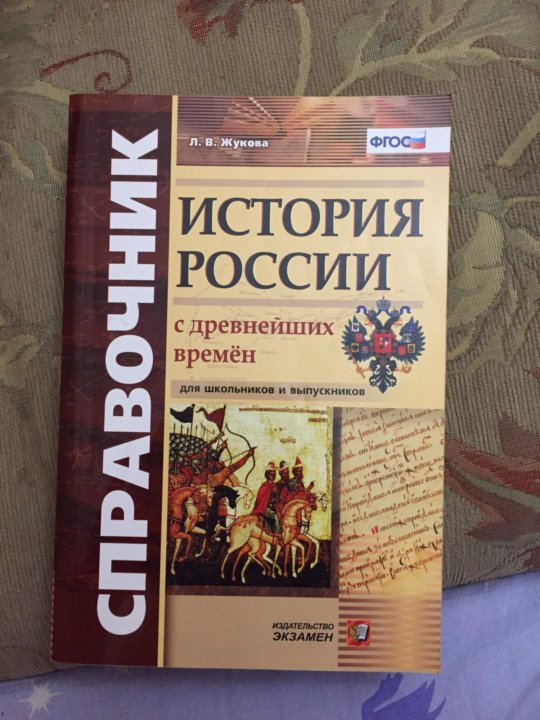 СПРАВОЧНИК
Л. В. Жукова
ФГОС
ИСТОРИЯ
РОССИИ
с древнейших
времён
для школьников и выпускников
ИЗДАТЕЛЬСТВО
ЭКЗАМЕН